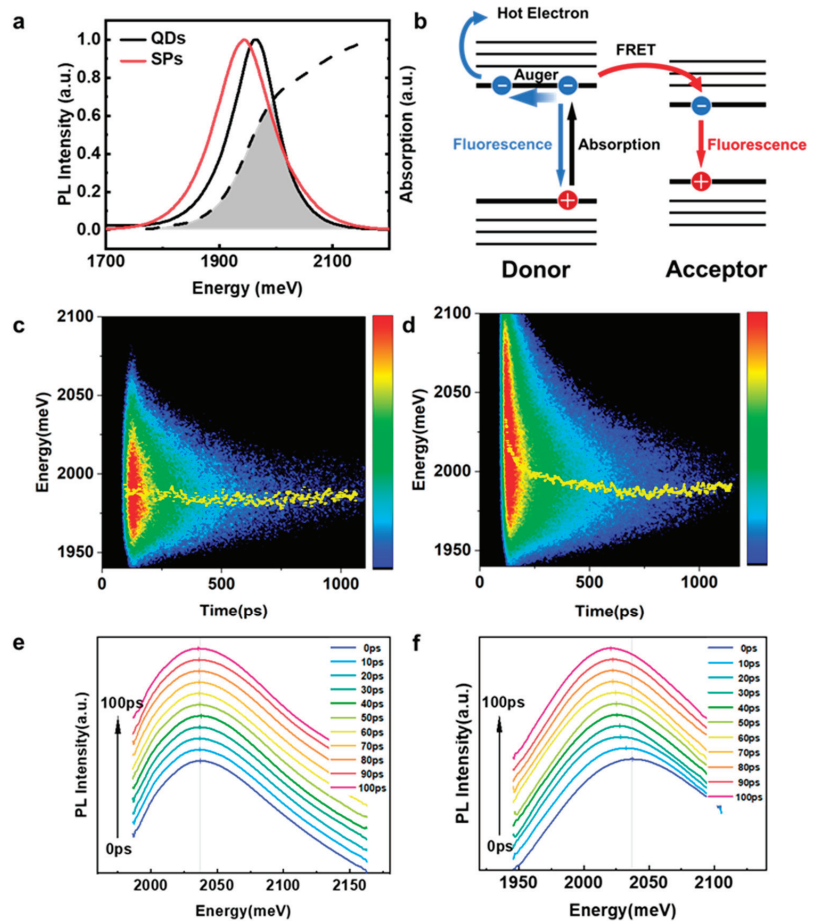 a
QDs
SPs
PL Intensity (a.u.)
1.0
0.8
0.6
0.4
0.2
0.0
1700
1900
2100
Energy (meV)
Absorption (a.u.)
b
Hot Electron
Auger
FRET
Fluorescence
Absorption
Fluorescence
Donor
Acceptor
c
Energy(meV)
2100
2050
2000
1950
0
500
1000
Time(ps)
d
Energy(meV)
2100
2050
2000
1950
0
500
1000
Time(ps)
e
PL Intensity(a.u.)
100ps
0ps
0ps
10ps
20ps
30ps
40ps
50ps
60ps
70ps
80ps
90ps
100ps
2000
2050
2100
2150
Energy(meV)
f
PL Intensity(a.u.)
100ps
0ps
0ps
10ps
20ps
30ps
40ps
50ps
60ps
70ps
80ps
90ps
100ps
1950
2000
2050
2100
Energy(meV)